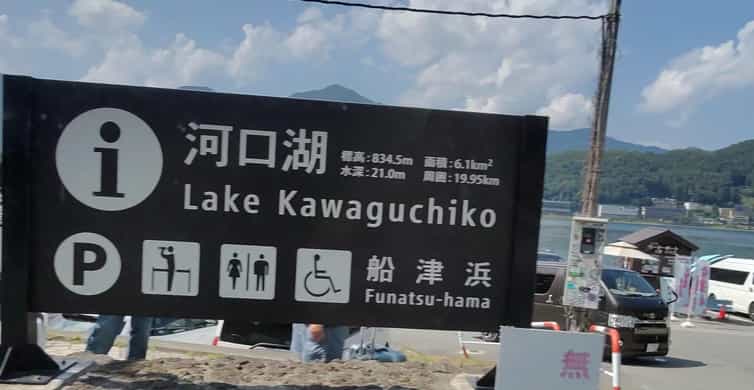 i
河口湖
標高:834.5m 面積:6.1km²
水深:21.0m 周囲:19.95km
Lake Kawaguchiko
P
船津浜
Funatsu-hama
無